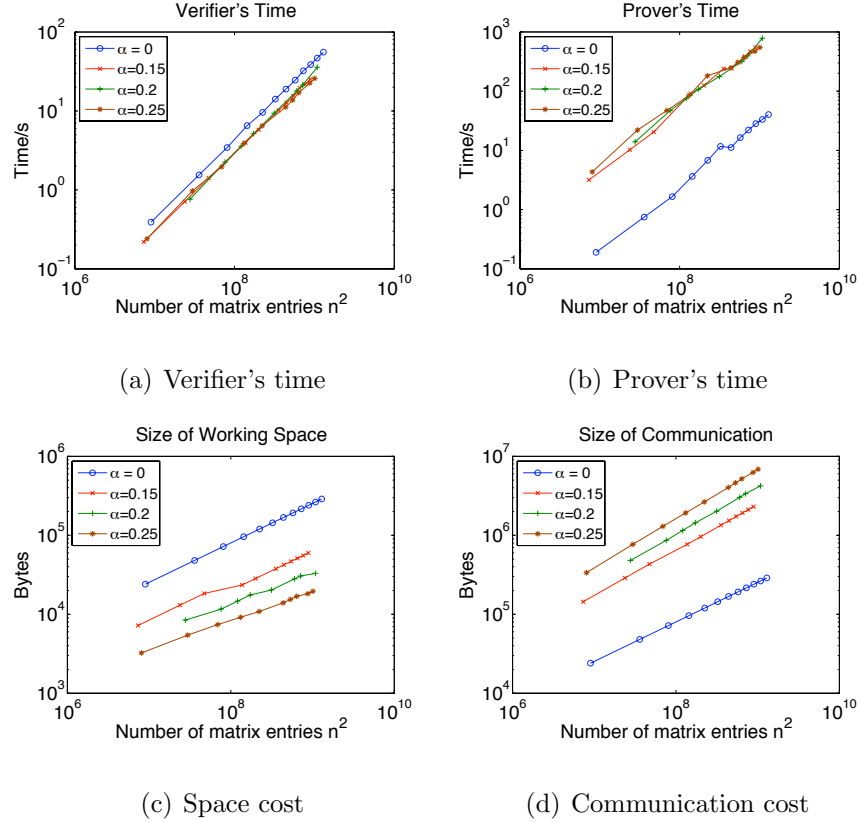 Verifier's Time
10^2
10^1
10^0
10^-1
Time/s
α = 0
α=0.15
α=0.2
α=0.25
10^6
10^8
10^10
Number of matrix entries n^2
(a) Verifier's time
Prover's Time
10^3
10^2
10^1
10^0
10^-1
Time/s
α = 0
α=0.15
α=0.2
α=0.25
10^6
10^8
10^10
Number of matrix entries n^2
(b) Prover's time
Size of Working Space
10^6
10^5
10^4
10^3
Bytes
α = 0
α=0.15
α=0.2
α=0.25
10^6
10^8
10^10
Number of matrix entries n^2
(c) Space cost
Size of Communication
10^7
10^6
10^5
10^4
Bytes
α = 0
α=0.15
α=0.2
α=0.25
10^6
10^8
10^10
Number of matrix entries n^2
(d) Communication cost